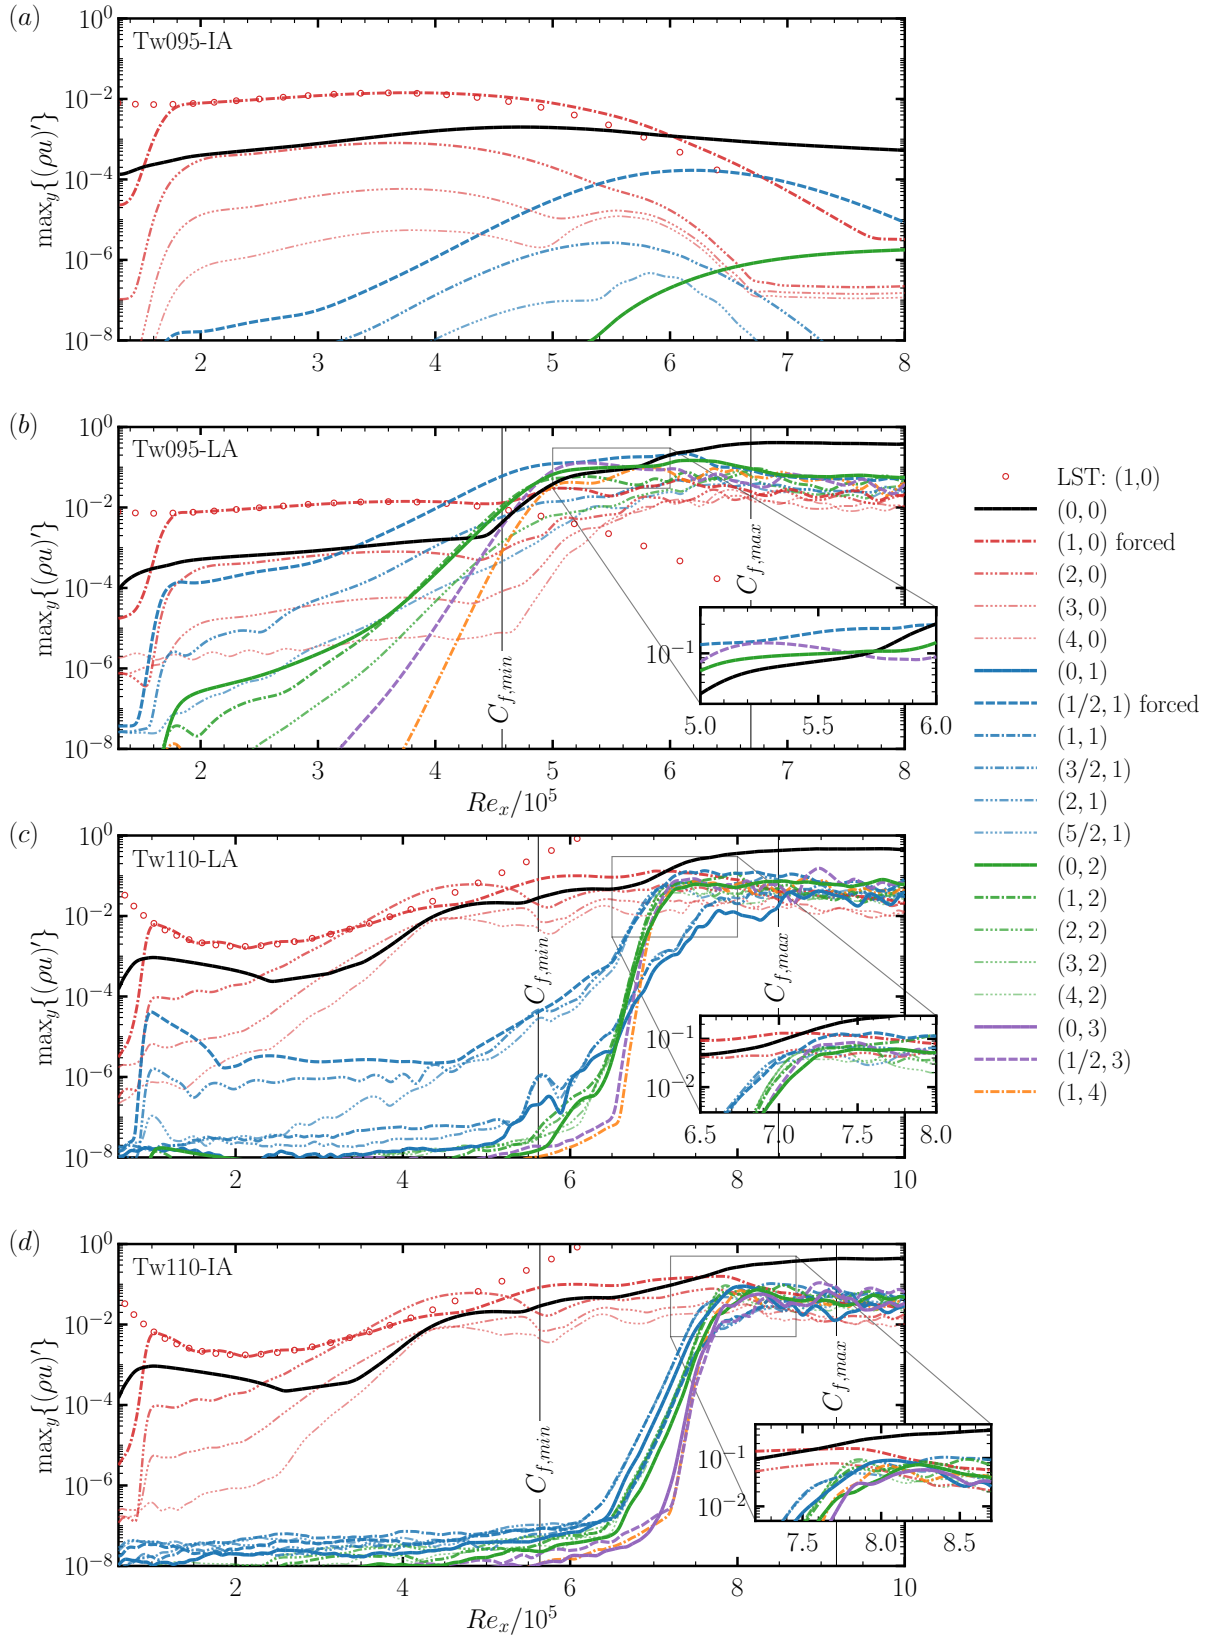 (a)
Tw095-IA
max_y{(ρu)′}
10^0
10^−2
10^−4
10^−6
10^−8
2 3 4 5 6 7 8
(b)
Tw095-LA
max_y{(ρu)′}
10^0
10^−2
10^−4
10^−6
10^−8
C_{f,min}
C_{f,max}
10^−1
5.0 5.5 6.0
2 3 4 5 6 7 8
Re_x/10^5
(c)
Tw110-LA
max_y{(ρu)′}
10^0
10^−2
10^−4
10^−6
10^−8
C_{f,min}
C_{f,max}
10^−1
10^−2
6.5 7.0 7.5 8.0
2 4 6 8 10
(d)
Tw110-IA
max_y{(ρu)′}
10^0
10^−2
10^−4
10^−6
10^−8
C_{f,min}
C_{f,max}
10^−1
10^−2
7.5 8.0 8.5
2 4 6 8 10
Re_x/10^5
LST: (1,0)
(0, 0)
(1, 0) forced
(2, 0)
(3, 0)
(4, 0)
(0, 1)
(1/2, 1) forced
(1, 1)
(3/2, 1)
(2, 1)
(5/2, 1)
(0, 2)
(1, 2)
(2, 2)
(3, 2)
(4, 2)
(0, 3)
(1/2, 3)
(1, 4)